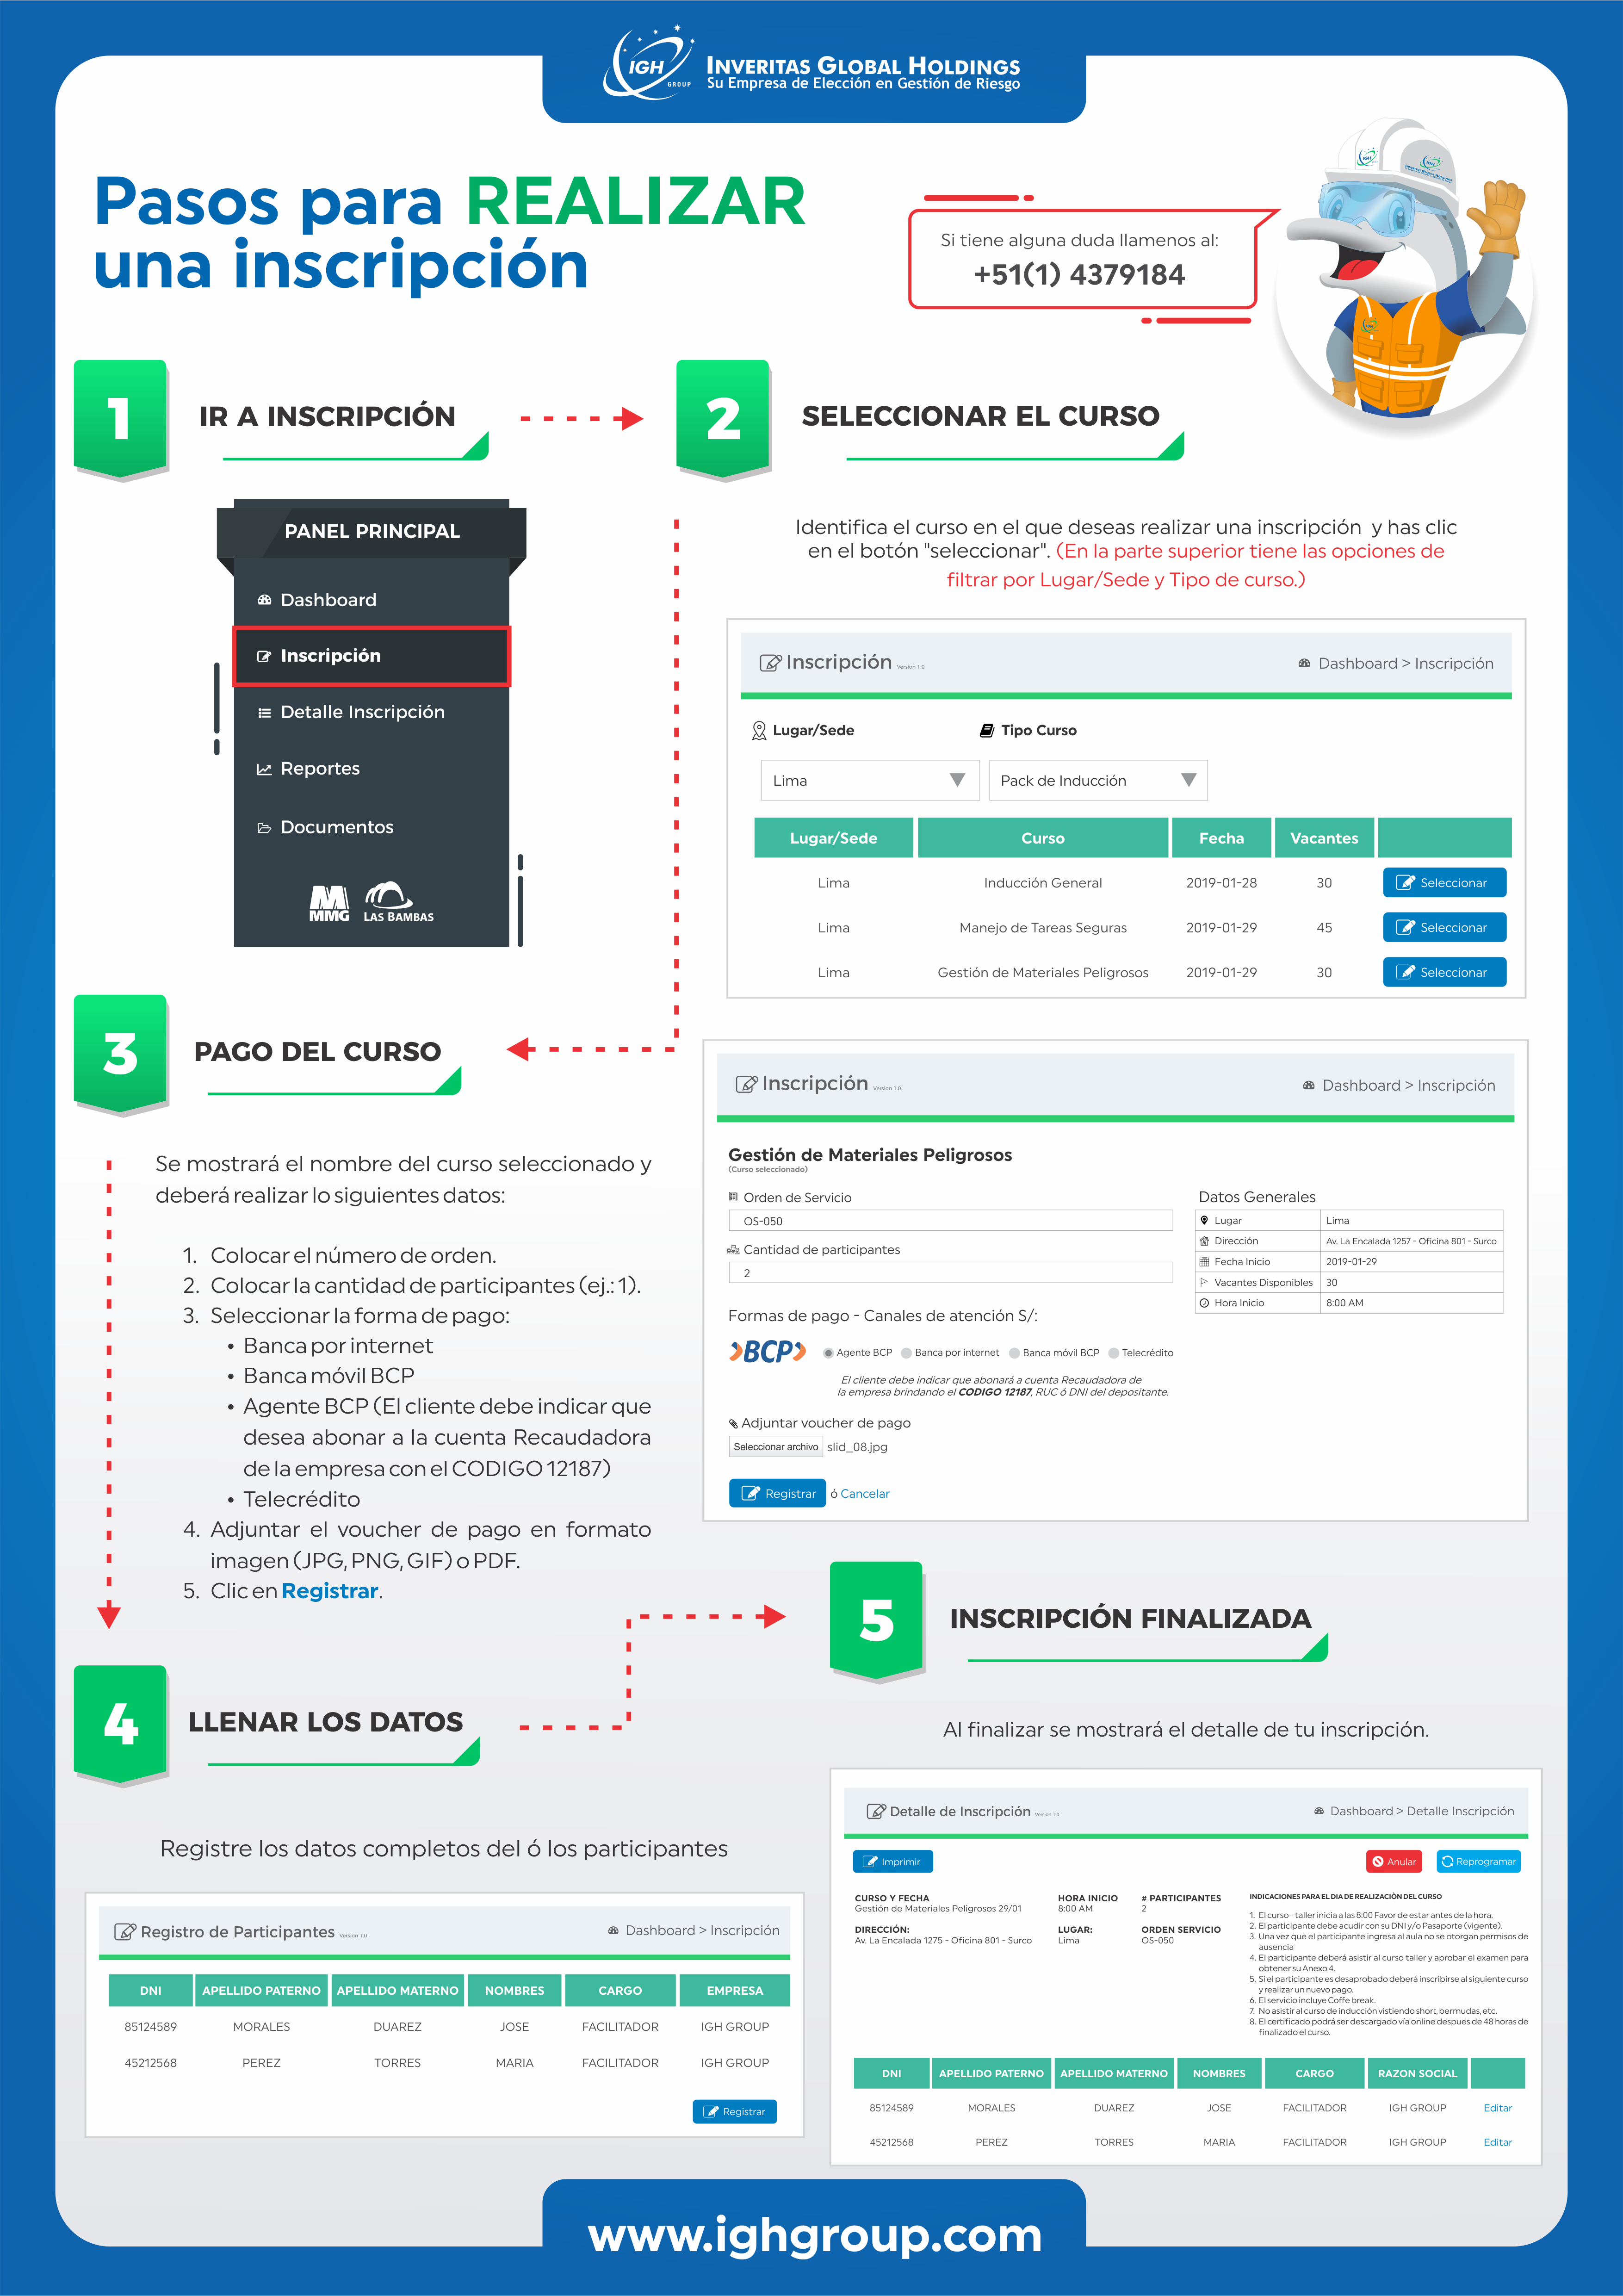 IGH
GROUP
INVERITAS GLOBAL HOLDINGS
Su Empresa de Elección en Gestión de Riesgo
Pasos para REALIZAR
una inscripción
Si tiene alguna duda llamenos al:
+51(1) 4379184
1
IR A INSCRIPCIÓN
PANEL PRINCIPAL
Dashboard
Inscripción
Detalle Inscripción
Reportes
Documentos
MMG
LAS BAMBAS
2
SELECCIONAR EL CURSO
Identifica el curso en el que deseas realizar una inscripción y has clic
en el botón "seleccionar". (En la parte superior tiene las opciones de
filtrar por Lugar/Sede y Tipo de curso.)
Inscripción Version 1.0
Dashboard > Inscripción
Lugar/Sede Tipo Curso
Lima Pack de Inducción
Lugar/Sede Curso Fecha Vacantes
Lima Inducción General 2019-01-28 30 Seleccionar
Lima Manejo de Tareas Seguras 2019-01-29 45 Seleccionar
Lima Gestión de Materiales Peligrosos 2019-01-29 30 Seleccionar
3
PAGO DEL CURSO
Se mostrará el nombre del curso seleccionado y
deberá realizar lo siguientes datos:
1. Colocar el número de orden.
2. Colocar la cantidad de participantes (ej.: 1).
3. Seleccionar la forma de pago:
• Banca por internet
• Banca móvil BCP
• Agente BCP (El cliente debe indicar que
desea abonar a la cuenta Recaudadora
de la empresa con el CODIGO 12187)
• Telecrédito
4. Adjuntar el voucher de pago en formato
imagen (JPG, PNG, GIF) o PDF.
5. Clic en Registrar.
Inscripción Version 1.0
Dashboard > Inscripción
Gestión de Materiales Peligrosos
(Curso seleccionado)
Orden de Servicio
OS-050
Cantidad de participantes
2
Datos Generales
Lugar Lima
Dirección Av. La Encalada 1257 - Oficina 801 - Surco
Fecha Inicio 2019-01-29
Vacantes Disponibles 30
Hora Inicio 8:00 AM
Formas de pago - Canales de atención S/:
BCP Agente BCP Banca por internet Banca móvil BCP Telecrédito
El cliente debe indicar que abonará a cuenta Recaudadora de
la empresa brindando el CODIGO 12187, RUC ó DNI del depositante.
Adjuntar voucher de pago
Seleccionar archivo slid_08.jpg
Registrar ó Cancelar
4
LLENAR LOS DATOS
Registre los datos completos del ó los participantes
Registro de Participantes Version 1.0
Dashboard > Inscripción
DNI APELLIDO PATERNO APELLIDO MATERNO NOMBRES CARGO EMPRESA
85124589 MORALES DUAREZ JOSE FACILITADOR IGH GROUP
45212568 PEREZ TORRES MARIA FACILITADOR IGH GROUP
Registrar
5
INSCRIPCIÓN FINALIZADA
Al finalizar se mostrará el detalle de tu inscripción.
Detalle de Inscripción Version 1.0
Dashboard > Detalle Inscripción
Imprimir Anular Reprogramar
CURSO Y FECHA
Gestión de Materiales Peligrosos 29/01
HORA INICIO
8:00 AM
# PARTICIPANTES
2
DIRECCIÓN:
Av. La Encalada 1275 - Oficina 801 - Surco
LUGAR:
Lima
ORDEN SERVICIO
OS-050
INDICACIONES PARA EL DIA DE REALIZACIÓN DEL CURSO
1. El curso - taller inicia a las 8:00 Favor de estar antes de la hora.
2. El participante debe acudir con su DNI y/o Pasaporte (vigente).
3. Una vez que el participante ingresa al aula no se otorgan permisos de
ausencia
4. El participante deberá asistir al curso taller y aprobar el examen para
obtener su Anexo 4.
5. Si el participante es desaprobado deberá inscribirse al siguiente curso
y realizar un nuevo pago.
6. El servicio incluye Coffe break.
7. No asistir al curso de inducción vistiendo short, bermudas, etc.
8. El certificado podrá ser descargado vía online despues de 48 horas de
finalizado el curso.
DNI APELLIDO PATERNO APELLIDO MATERNO NOMBRES CARGO RAZON SOCIAL
85124589 MORALES DUAREZ JOSE FACILITADOR IGH GROUP Editar
45212568 PEREZ TORRES MARIA FACILITADOR IGH GROUP Editar
www.ighgroup.com